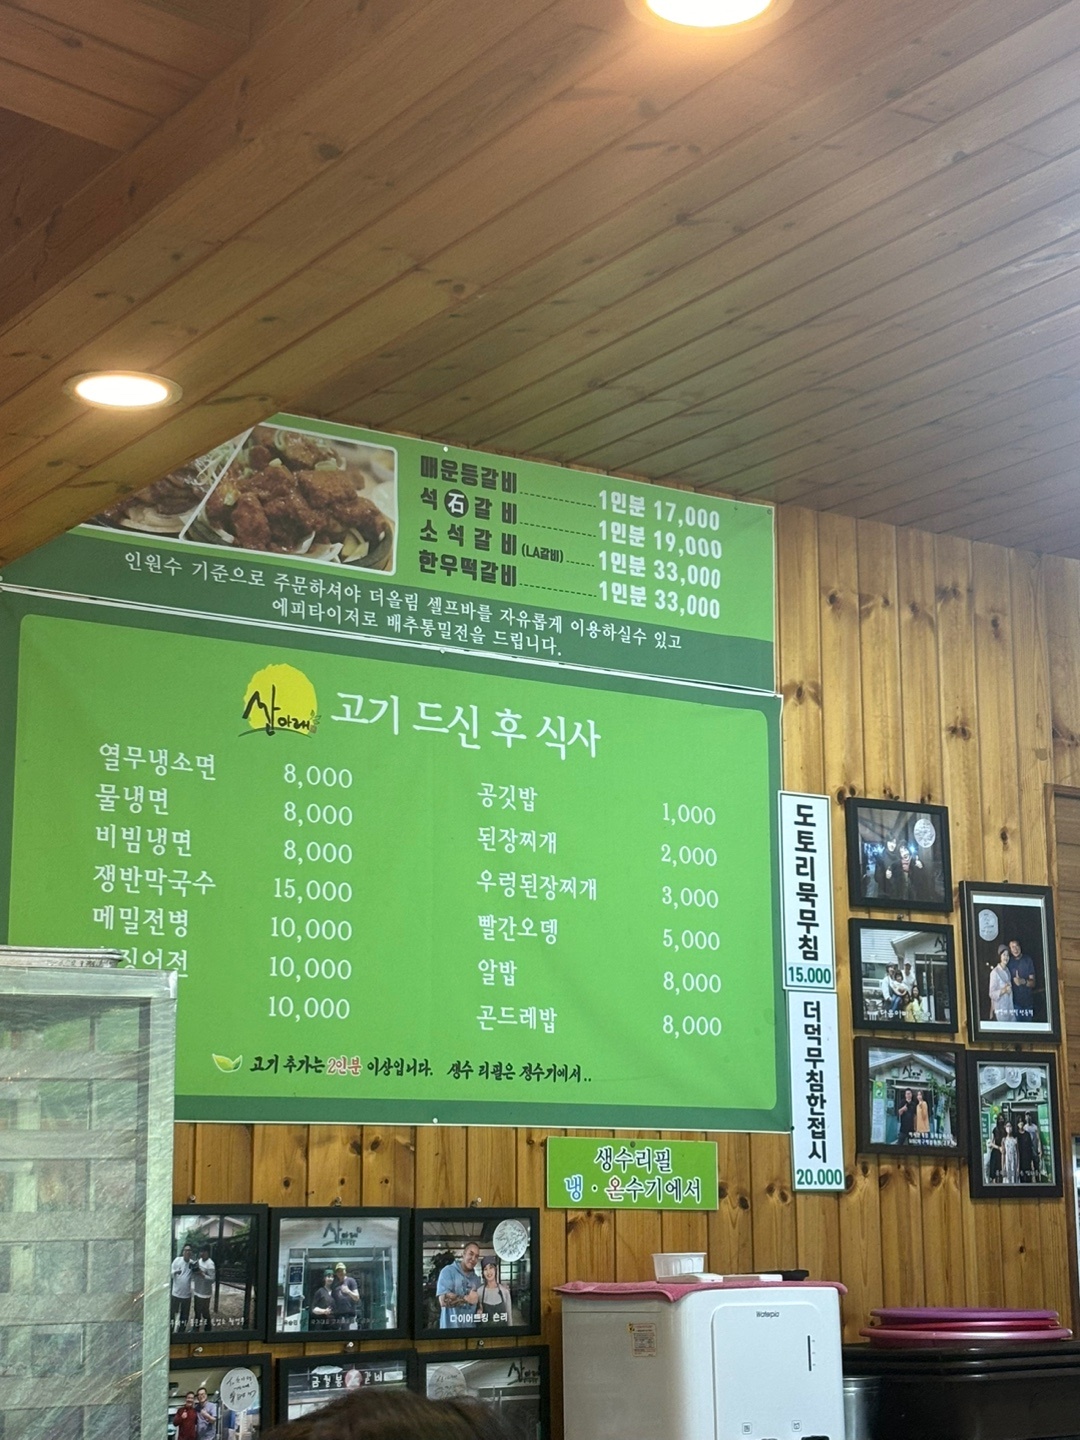 매운등갈비 1인분 17,000
석石갈비 1인분 19,000
소석갈비(LA갈비) 1인분 33,000
한우떡갈비 1인분 33,000
인원수 기준으로 주문하셔야 더올림 셀프바를 자유롭게 이용하실수 있고
에피타이저로 배추통밀전을 드립니다.
산아래
고기 드신 후 식사
열무냉소면 8,000
물냉면 8,000
비빔냉면 8,000
쟁반막국수 15,000
메밀전병 10,000
징어전 10,000
10,000
공깃밥 1,000
된장찌개 2,000
우렁된장찌개 3,000
빨간오뎅 5,000
알밥 8,000
곤드레밥 8,000
고기 추가는 2인분 이상입니다. 생수 리필은 정수기에서..
도토리묵무침
15.000
더덕무침한접시
20.000
생수리필
냉·온수기에서
다이어트킹 숀리
Waterpia